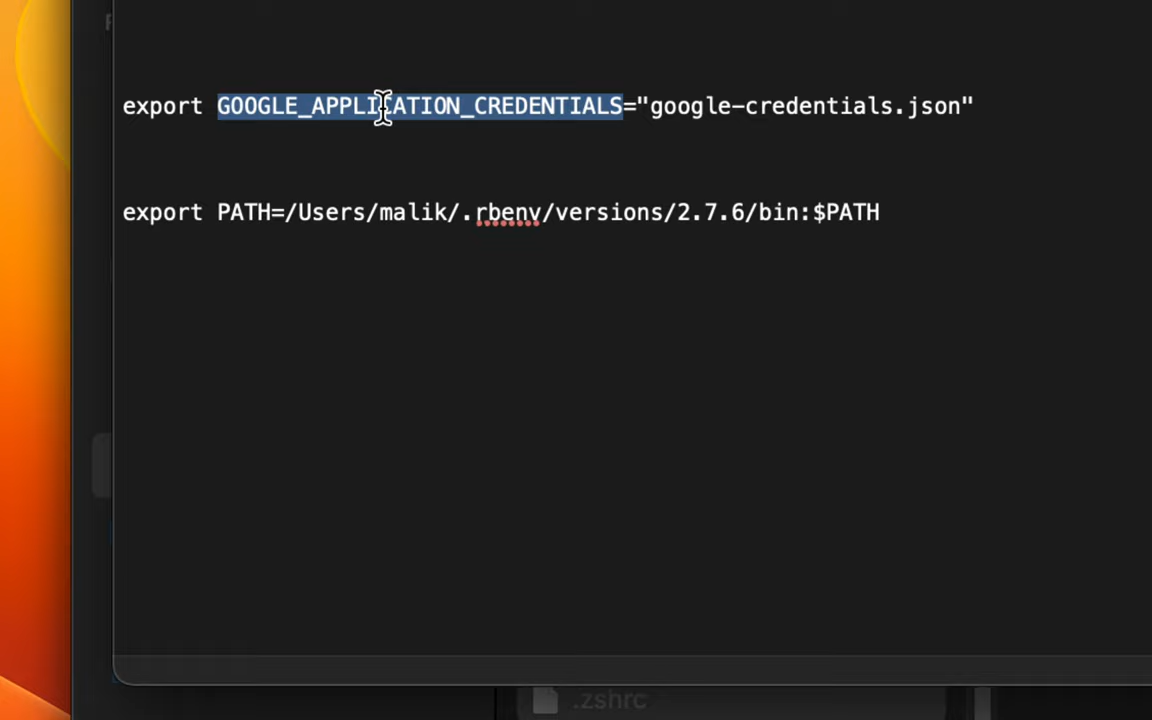 export GOOGLE_APPLICATION_CREDENTIALS="google-credentials.json"
export PATH=/Users/malik/.rbenv/versions/2.7.6/bin:$PATH
.zshrc